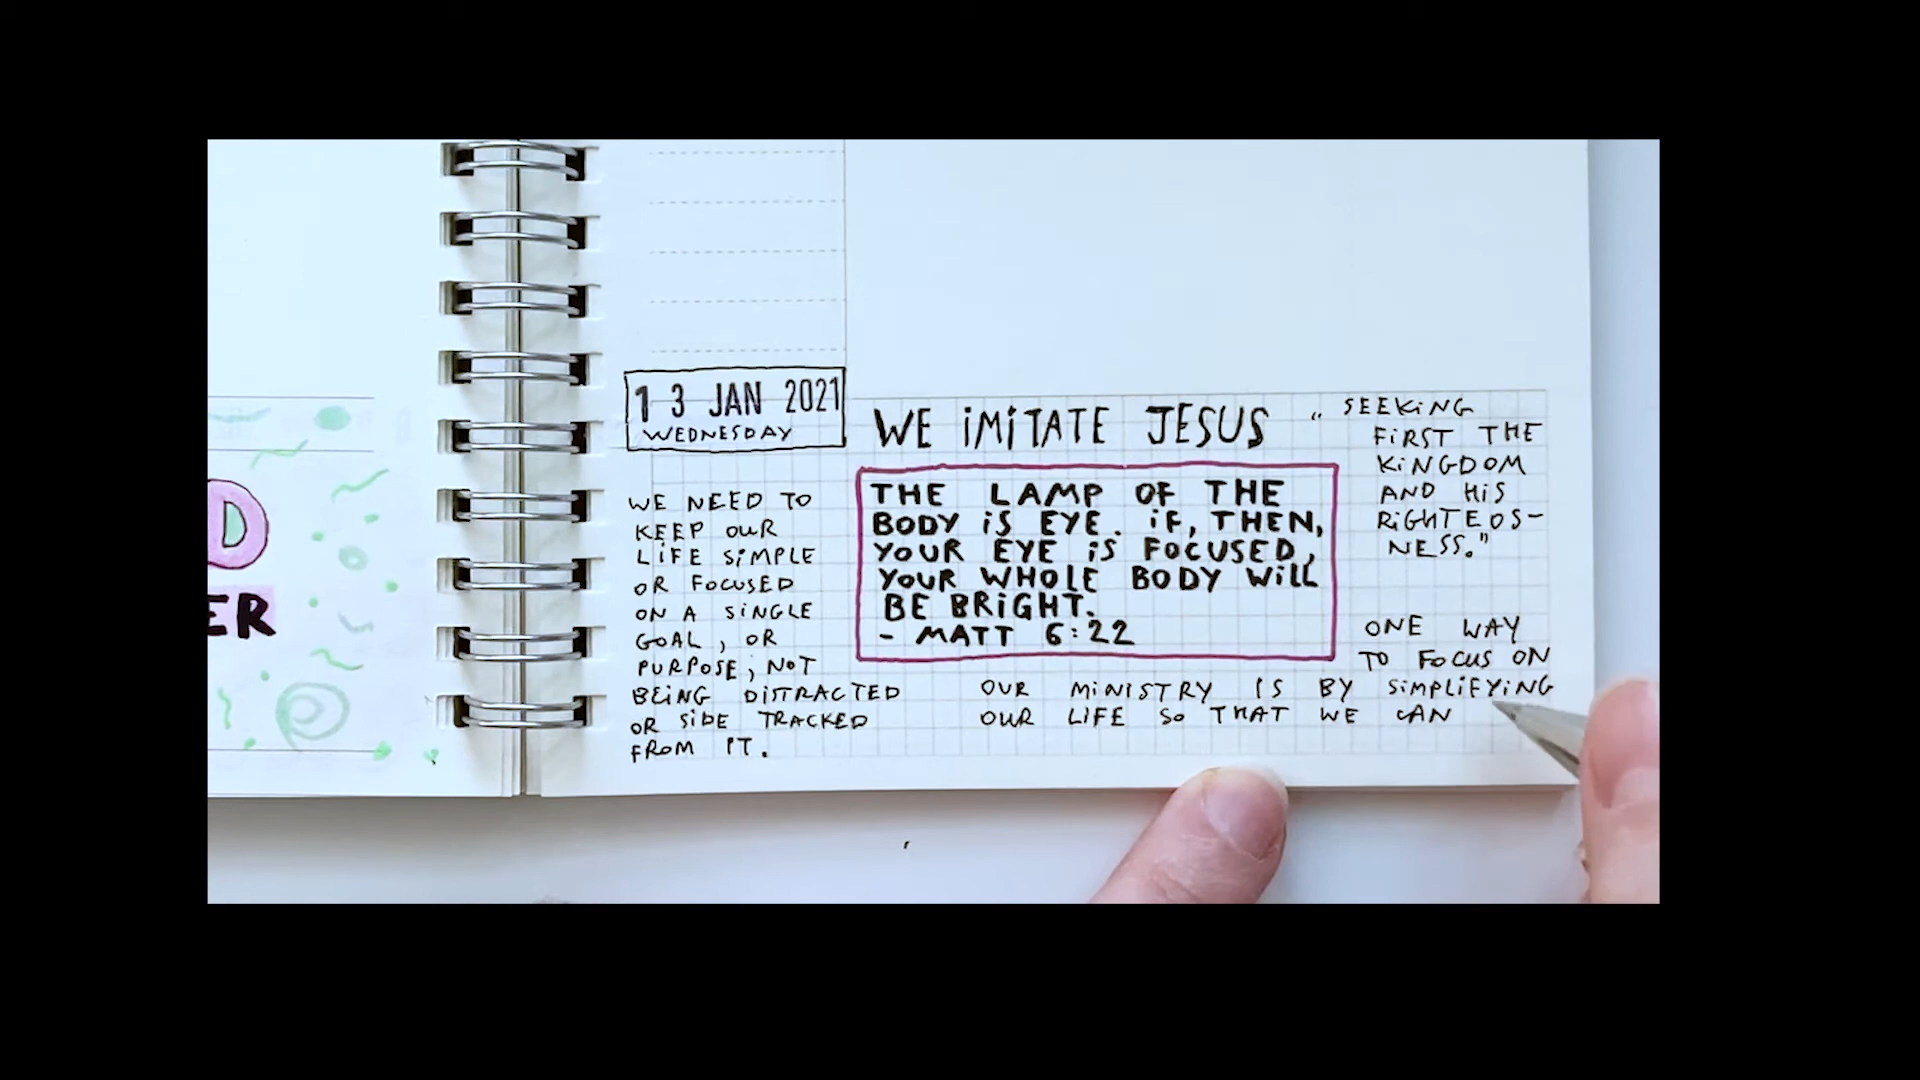 D
ER
13 JAN 2021
WEDNESDAY
WE NEED TO
KEEP OUR
LIFE SIMPLE
OR FOCUSED
ON A SINGLE
GOAL, OR
PURPOSE, NOT
BEING DISTRACTED
OR SIDE TRACKED
FROM IT.
WE IMITATE JESUS
THE LAMP OF THE
BODY IS EYE. IF, THEN,
YOUR EYE IS FOCUSED,
YOUR WHOLE BODY WILL
BE BRIGHT.
- MATT 6:22
„ SEEKING
FIRST THE
KINGDOM
AND HIS
RIGHTEOS-
NESS."
ONE WAY
TO FOCUS ON
OUR MINISTRY IS BY SIMPLIFYING
OUR LIFE SO THAT WE CAN